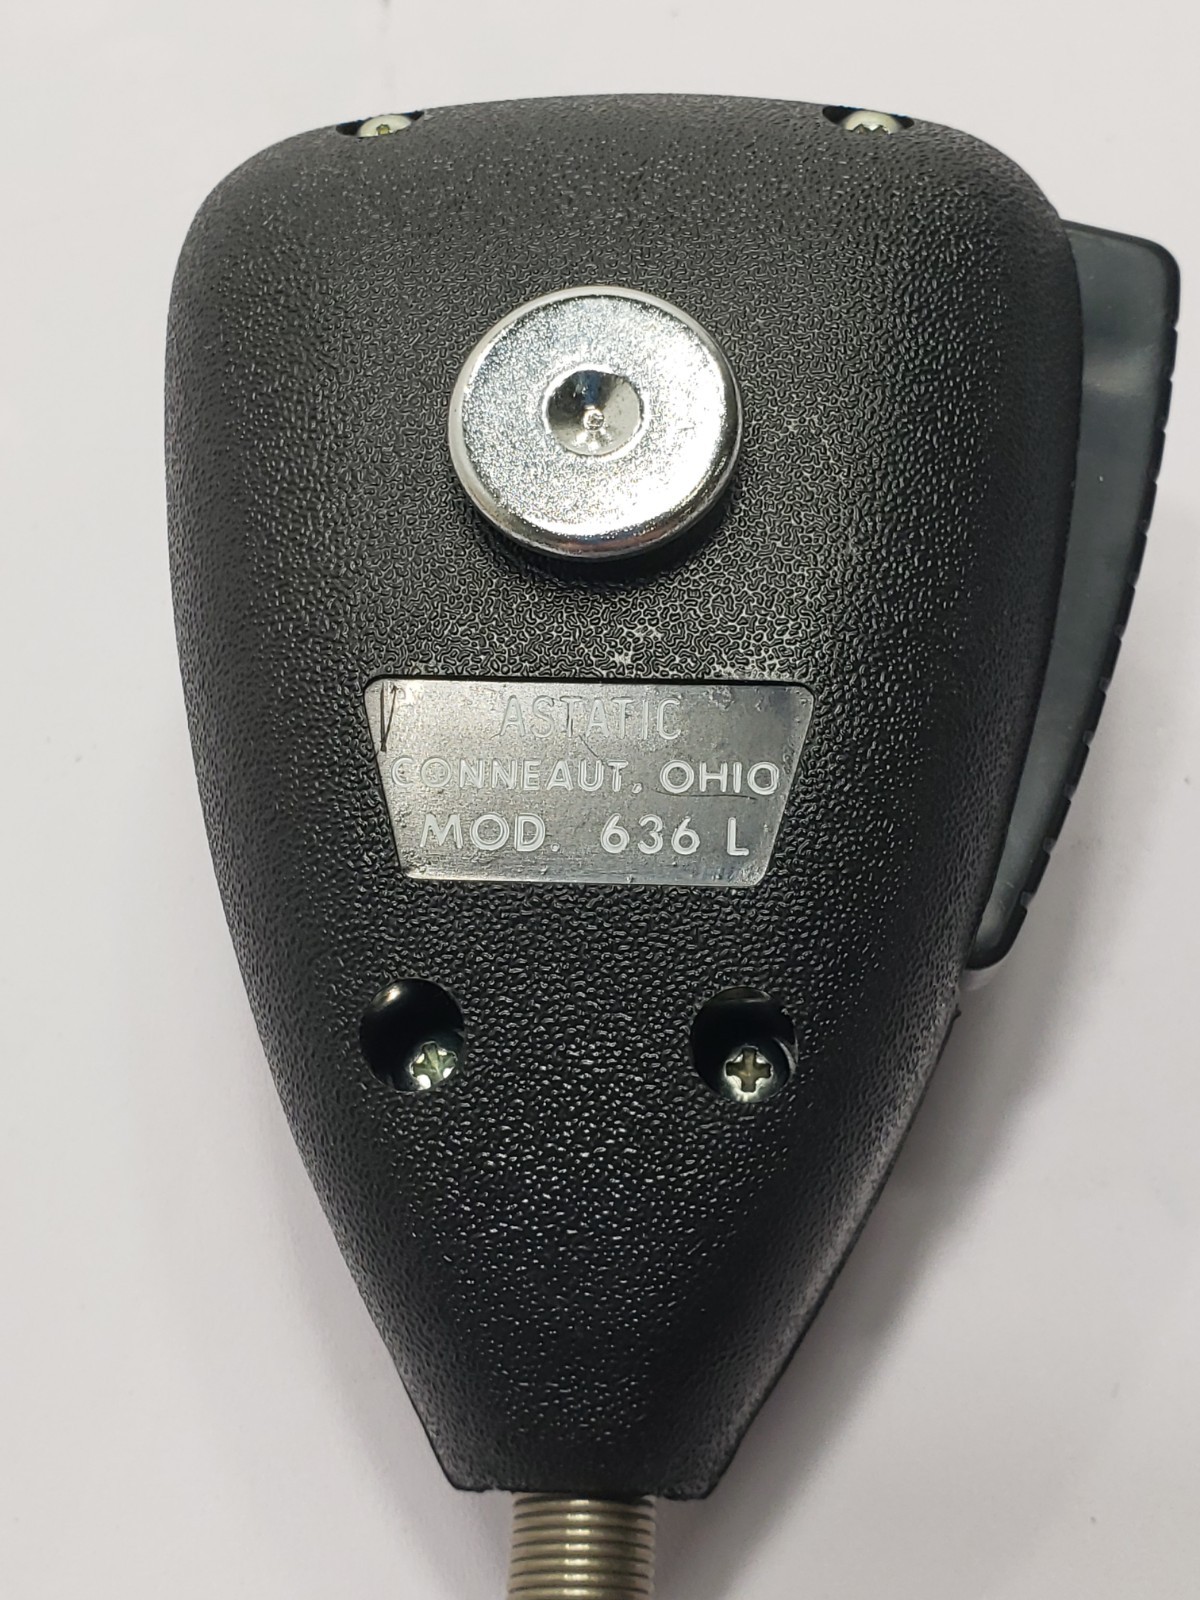 ASTATIC
CONNEAUT, OHIO
MOD. 636 L